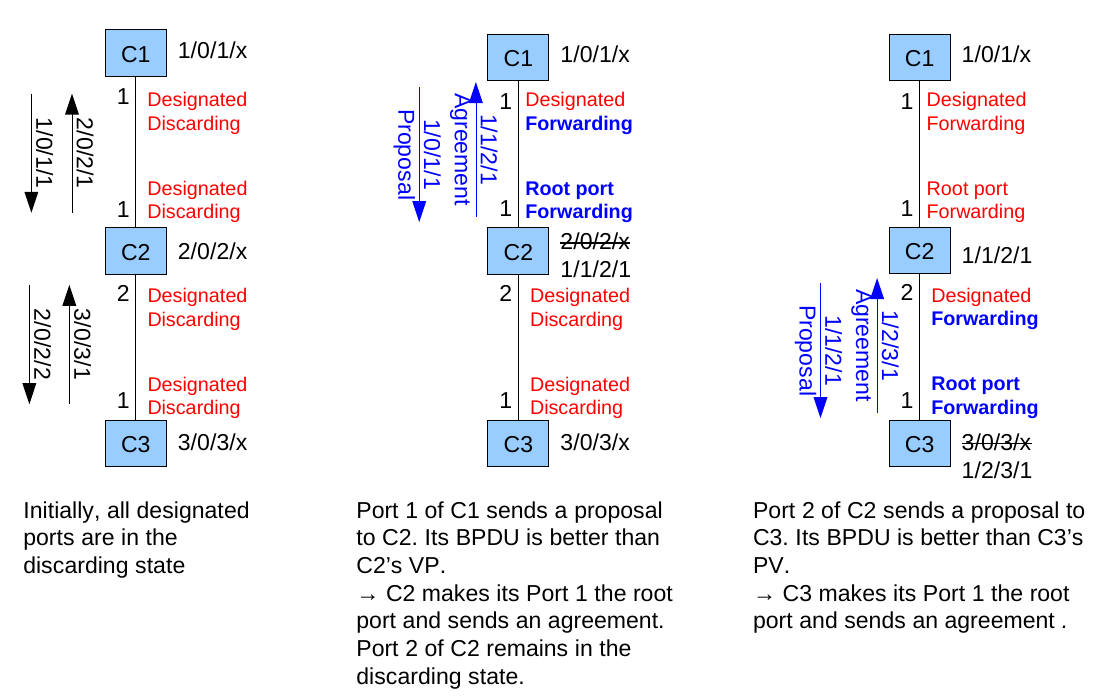 C1
1/0/1/x
1
Designated
Discarding
1/0/1/1
2/0/2/1
Designated
Discarding
1
C2
2/0/2/x
2
Designated
Discarding
2/0/2/2
3/0/3/1
Designated
Discarding
1
C3
3/0/3/x
Initially, all designated
ports are in the
discarding state
C1
1/0/1/x
1
Designated
Forwarding
Proposal
1/0/1/1
Agreement
1/1/2/1
Root port
Forwarding
1
C2
2/0/2/x
1/1/2/1
2
Designated
Discarding
Designated
Discarding
1
C3
3/0/3/x
Port 1 of C1 sends a proposal
to C2. Its BPDU is better than
C2’s VP.
→ C2 makes its Port 1 the root
port and sends an agreement.
Port 2 of C2 remains in the
discarding state.
C1
1/0/1/x
1
Designated
Forwarding
Root port
Forwarding
1
C2
1/1/2/1
2
Designated
Forwarding
Proposal
1/1/2/1
Agreement
1/2/3/1
Root port
Forwarding
1
C3
3/0/3/x
1/2/3/1
Port 2 of C2 sends a proposal to
C3. Its BPDU is better than C3’s
PV.
→ C3 makes its Port 1 the root
port and sends an agreement .